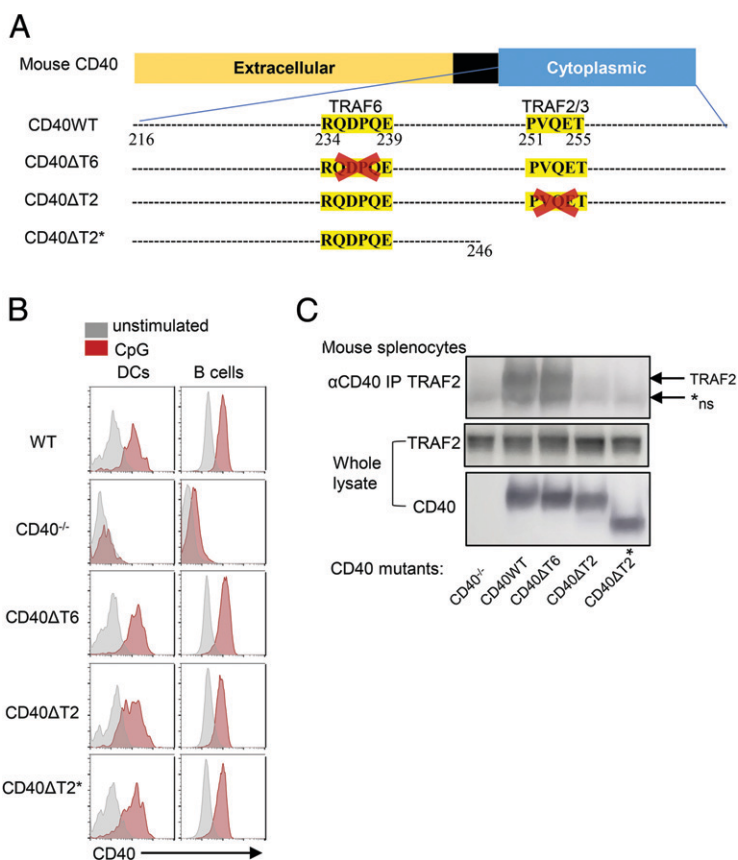 A
Mouse CD40
Extracellular
Cytoplasmic
TRAF6
TRAF2/3
CD40WT
RQDPQE
PVQET
216
234
239
251
255
CD40ΔT6
RQDPQE
PVQET
CD40ΔT2
RQDPQE
PVQET
CD40ΔT2*
RQDPQE
246
B
unstimulated
CpG
DCs
B cells
WT
CD40-/-
CD40ΔT6
CD40ΔT2
CD40ΔT2*
CD40
C
Mouse splenocytes
αCD40 IP TRAF2
TRAF2
*ns
Whole lysate
TRAF2
CD40
CD40 mutants:
CD40-/-
CD40WT
CD40ΔT6
CD40ΔT2
CD40ΔT2*